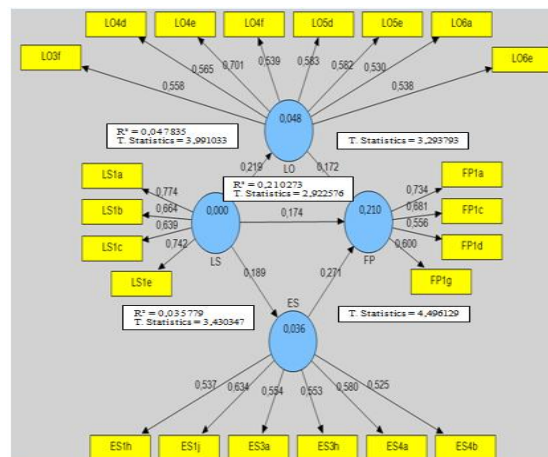 LO4d LO4e LO4f LO5d LO5e LO6a
LO3f
LO6e
0,558
0,565
0,701
0,539
0,583
0,582
0,530
0,538
0,048
LO
R² = 0,047835
T. Statistics = 3,991033
T. Statistics = 3,293793
0,219
0,172
R² = 0,210273
T. Statistics = 2,922576
LS1a
LS1b
LS1c
LS1e
0,774
0,664
0,639
0,742
0,000
LS
0,174
0,210
FP
0,734
0,681
0,556
0,600
FP1a
FP1c
FP1d
FP1g
0,189
0,271
R² = 0,035779
T. Statistics = 3,430347
ES
0,036
T. Statistics = 4,496129
0,537
0,634
0,554
0,553
0,580
0,525
ES1h ES1j ES3a ES3h ES4a ES4b